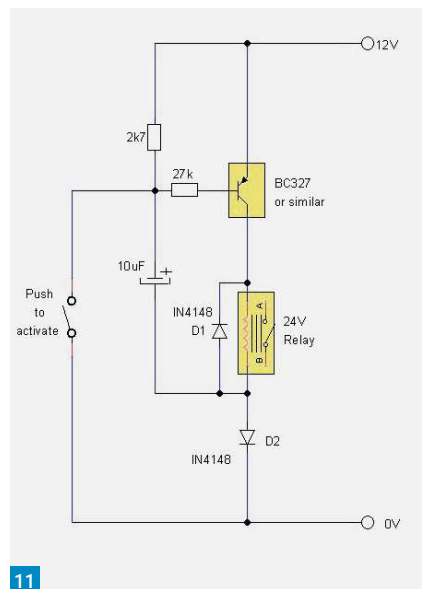 12V
2k7
27k
BC327
or similar
10uF
+
Push
to
activate
IN4148
D1
A
B
24V
Relay
D2
IN4148
0V
11